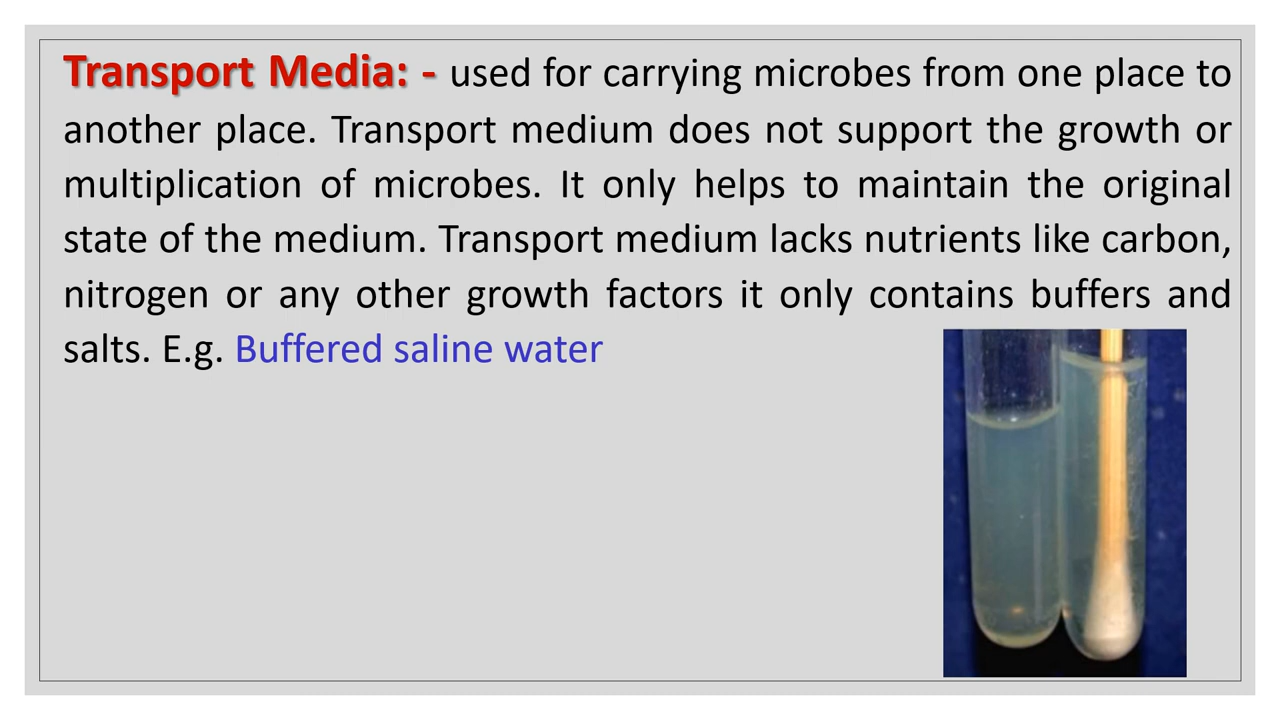 Transport Media: - used for carrying microbes from one place to
another place. Transport medium does not support the growth or
multiplication of microbes. It only helps to maintain the original
state of the medium. Transport medium lacks nutrients like carbon,
nitrogen or any other growth factors it only contains buffers and
salts. E.g. Buffered saline water